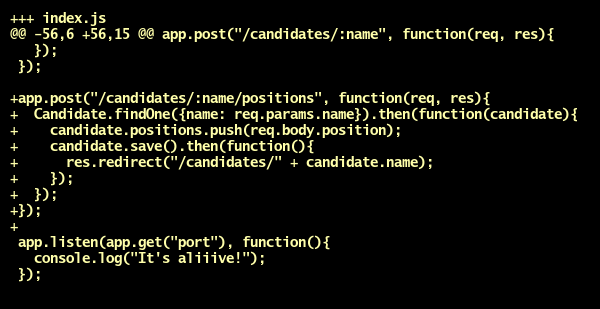 +++ index.js
@@ -56,6 +56,15 @@ app.post("/candidates/:name", function(req, res){
   });
 });

+app.post("/candidates/:name/positions", function(req, res){
+  Candidate.findOne({name: req.params.name}).then(function(candidate){
+    candidate.positions.push(req.body.position);
+    candidate.save().then(function(){
+      res.redirect("/candidates/" + candidate.name);
+    });
+  });
+});
+
 app.listen(app.get("port"), function(){
   console.log("It's aliiive!");
 });